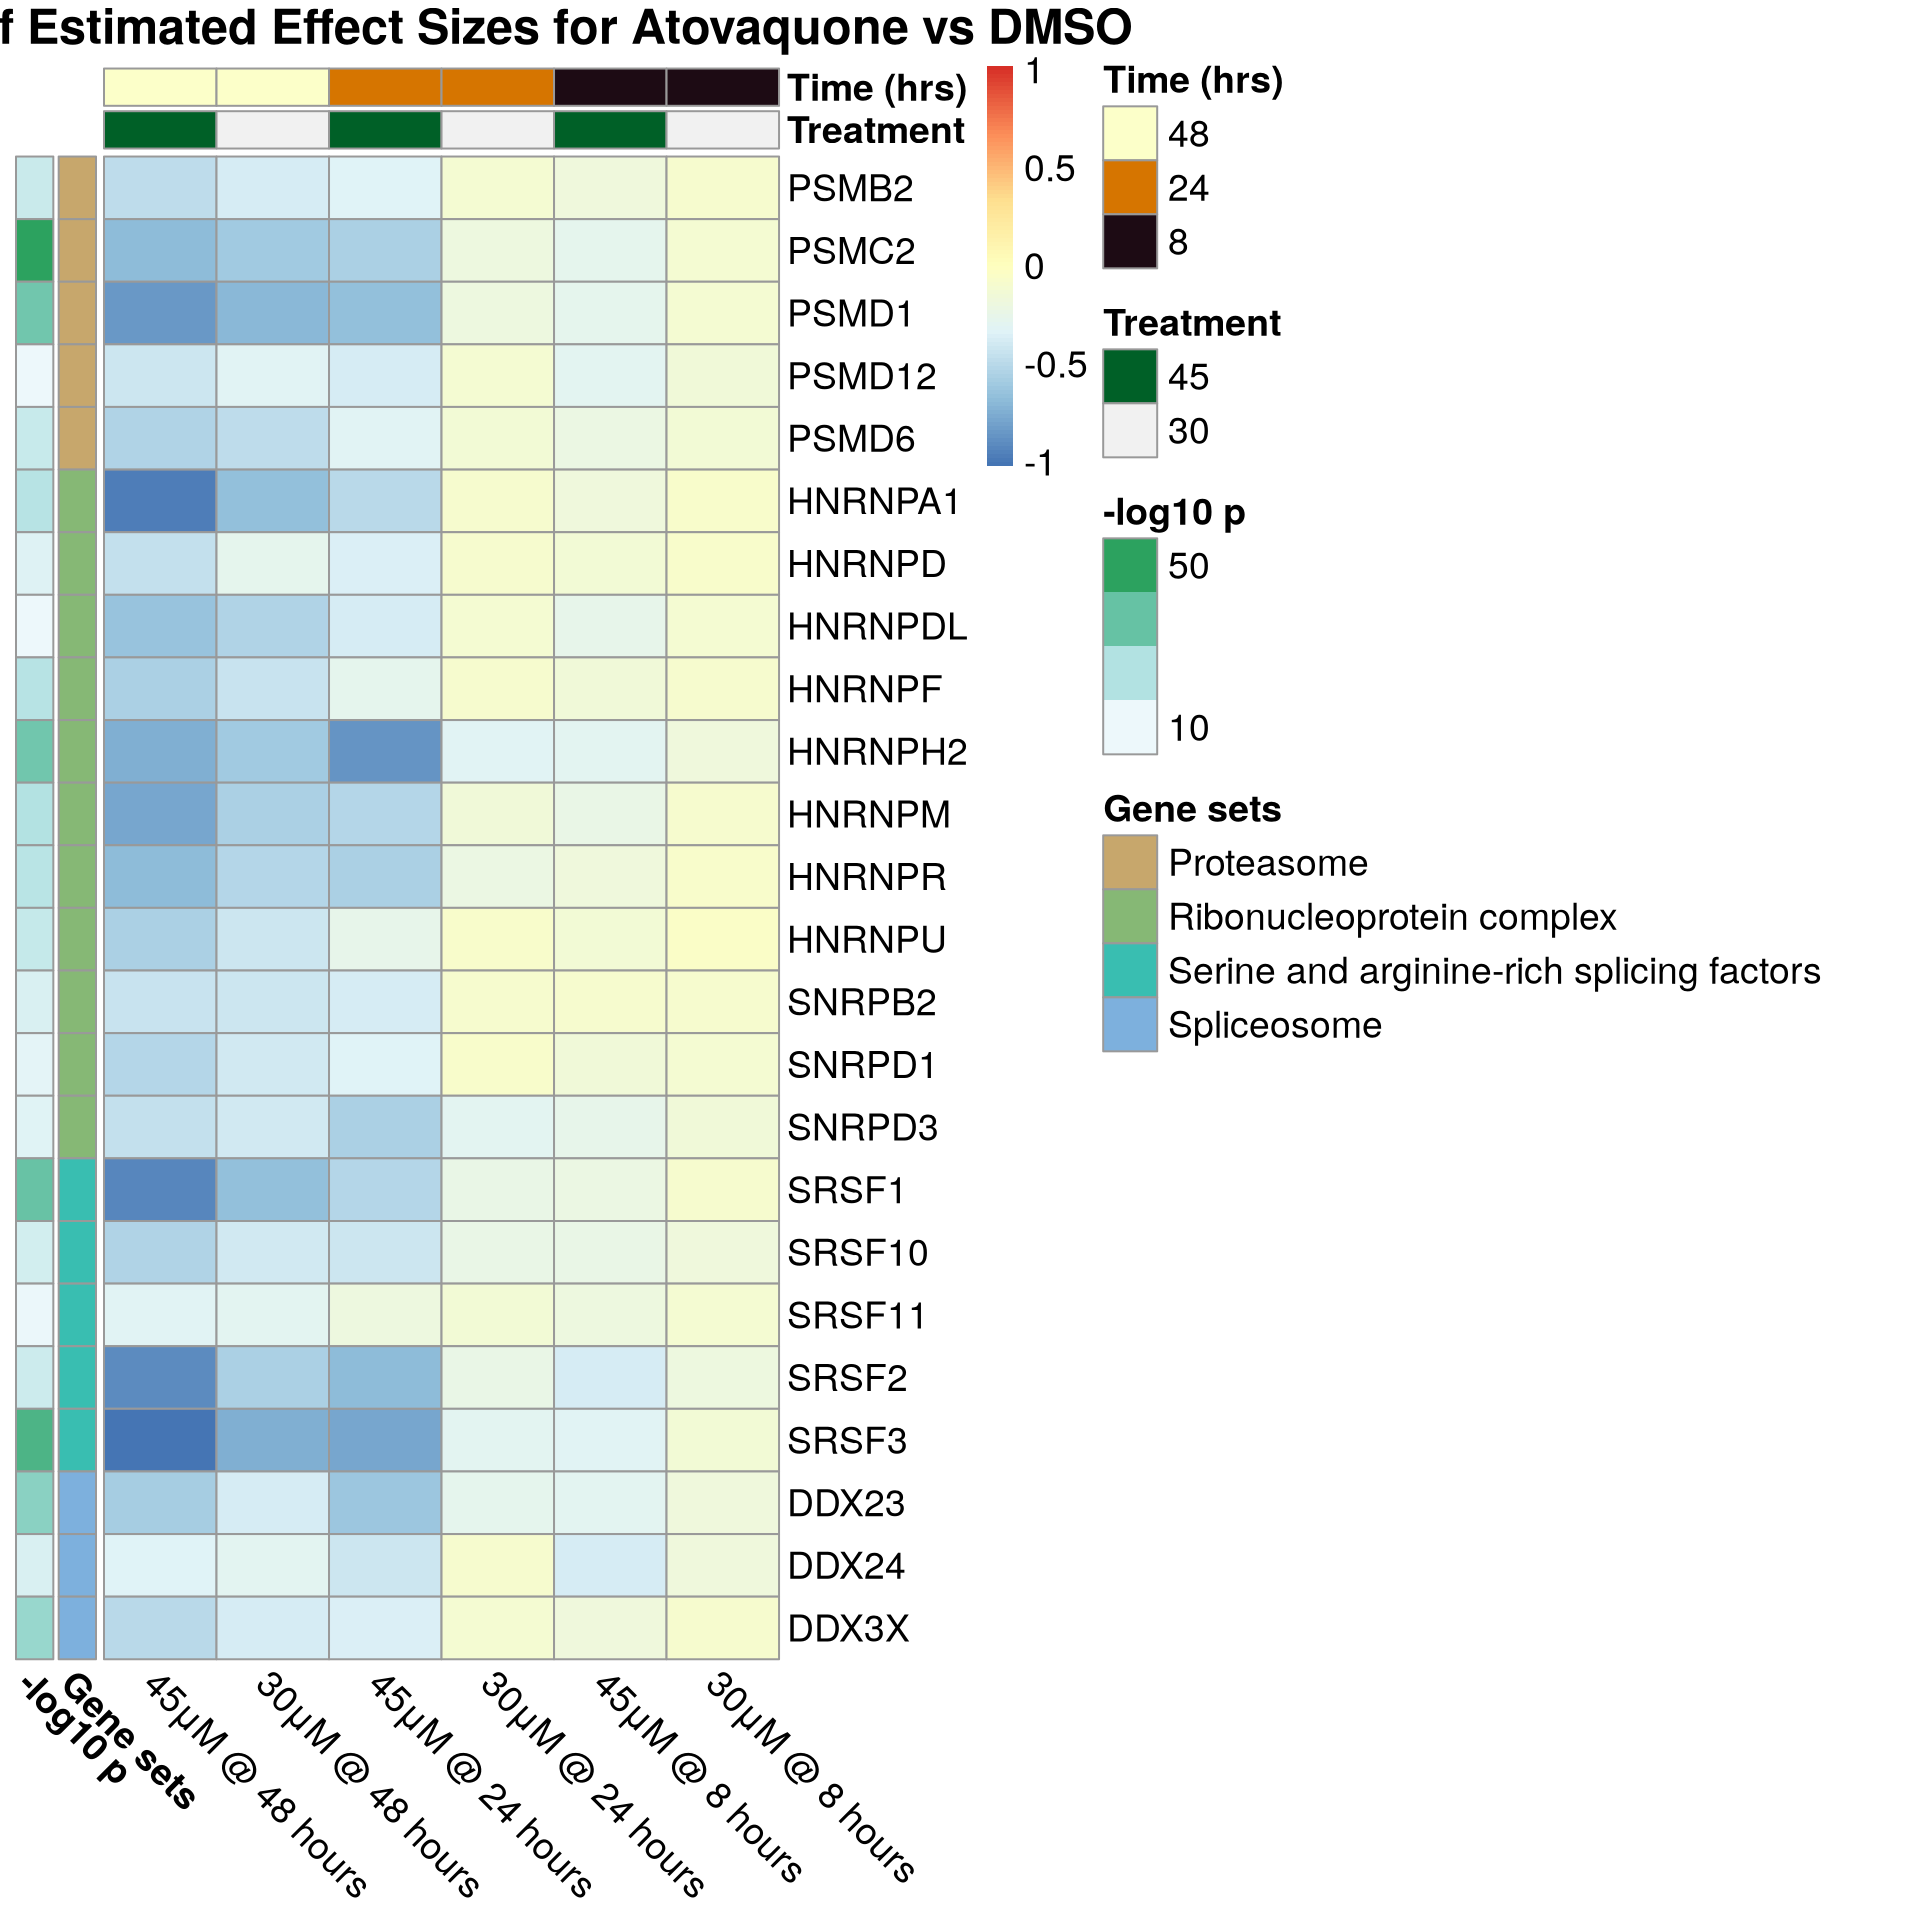 f Estimated Effect Sizes for Atovaquone vs DMSO
Time (hrs)
Treatment
PSMB2
PSMC2
PSMD1
PSMD12
PSMD6
HNRNPA1
HNRNPD
HNRNPDL
HNRNPF
HNRNPH2
HNRNPM
HNRNPR
HNRNPU
SNRPB2
SNRPD1
SNRPD3
SRSF1
SRSF10
SRSF11
SRSF2
SRSF3
DDX23
DDX24
DDX3X
-log10 p
Gene sets
45µM @ 48 hours
30µM @ 48 hours
45µM @ 24 hours
30µM @ 24 hours
45µM @ 8 hours
30µM @ 8 hours
1
0.5
0
-0.5
-1
Time (hrs)
48
24
8
Treatment
45
30
-log10 p
50
10
Gene sets
Proteasome
Ribonucleoprotein complex
Serine and arginine-rich splicing factors
Spliceosome